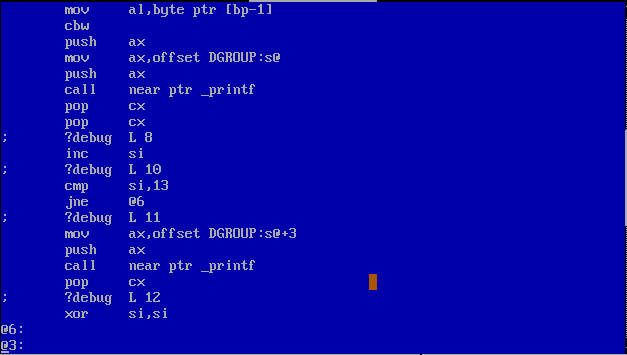 mov al,byte ptr [bp-1]
cbw
push ax
mov ax,offset DGROUP:s@
push ax
call near ptr _printf
pop cx
pop cx
; ?debug L 8
inc si
; ?debug L 10
cmp si,13
jne @6
; ?debug L 11
mov ax,offset DGROUP:s@+3
push ax
call near ptr _printf
pop cx
; ?debug L 12
xor si,si
@6:
@3: